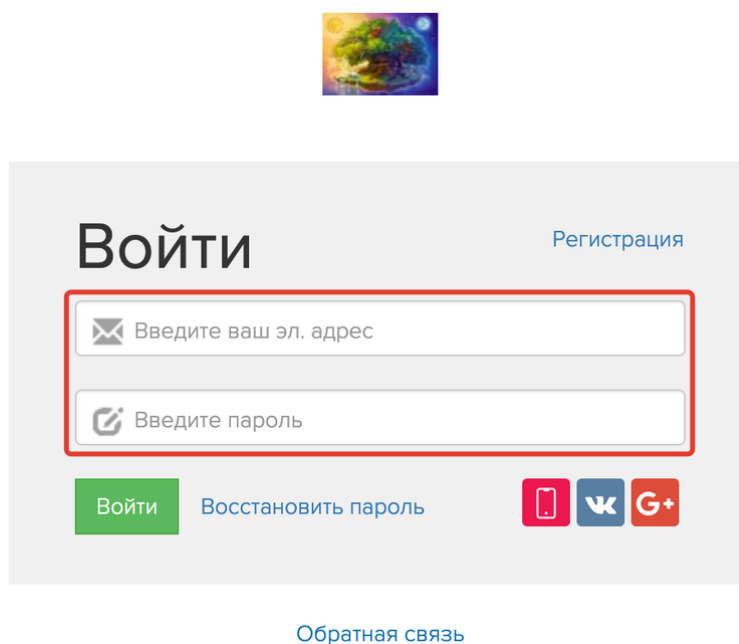 Войти
Регистрация
Введите ваш эл. адрес
Введите пароль
Войти
Восстановить пароль
G+
Обратная связь